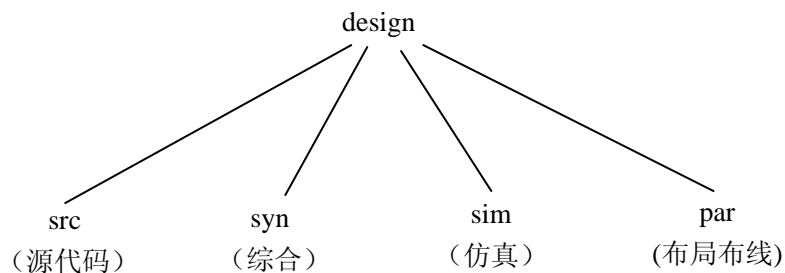 design
src syn sim par
（源代码） （综合） （仿真） (布局布线)